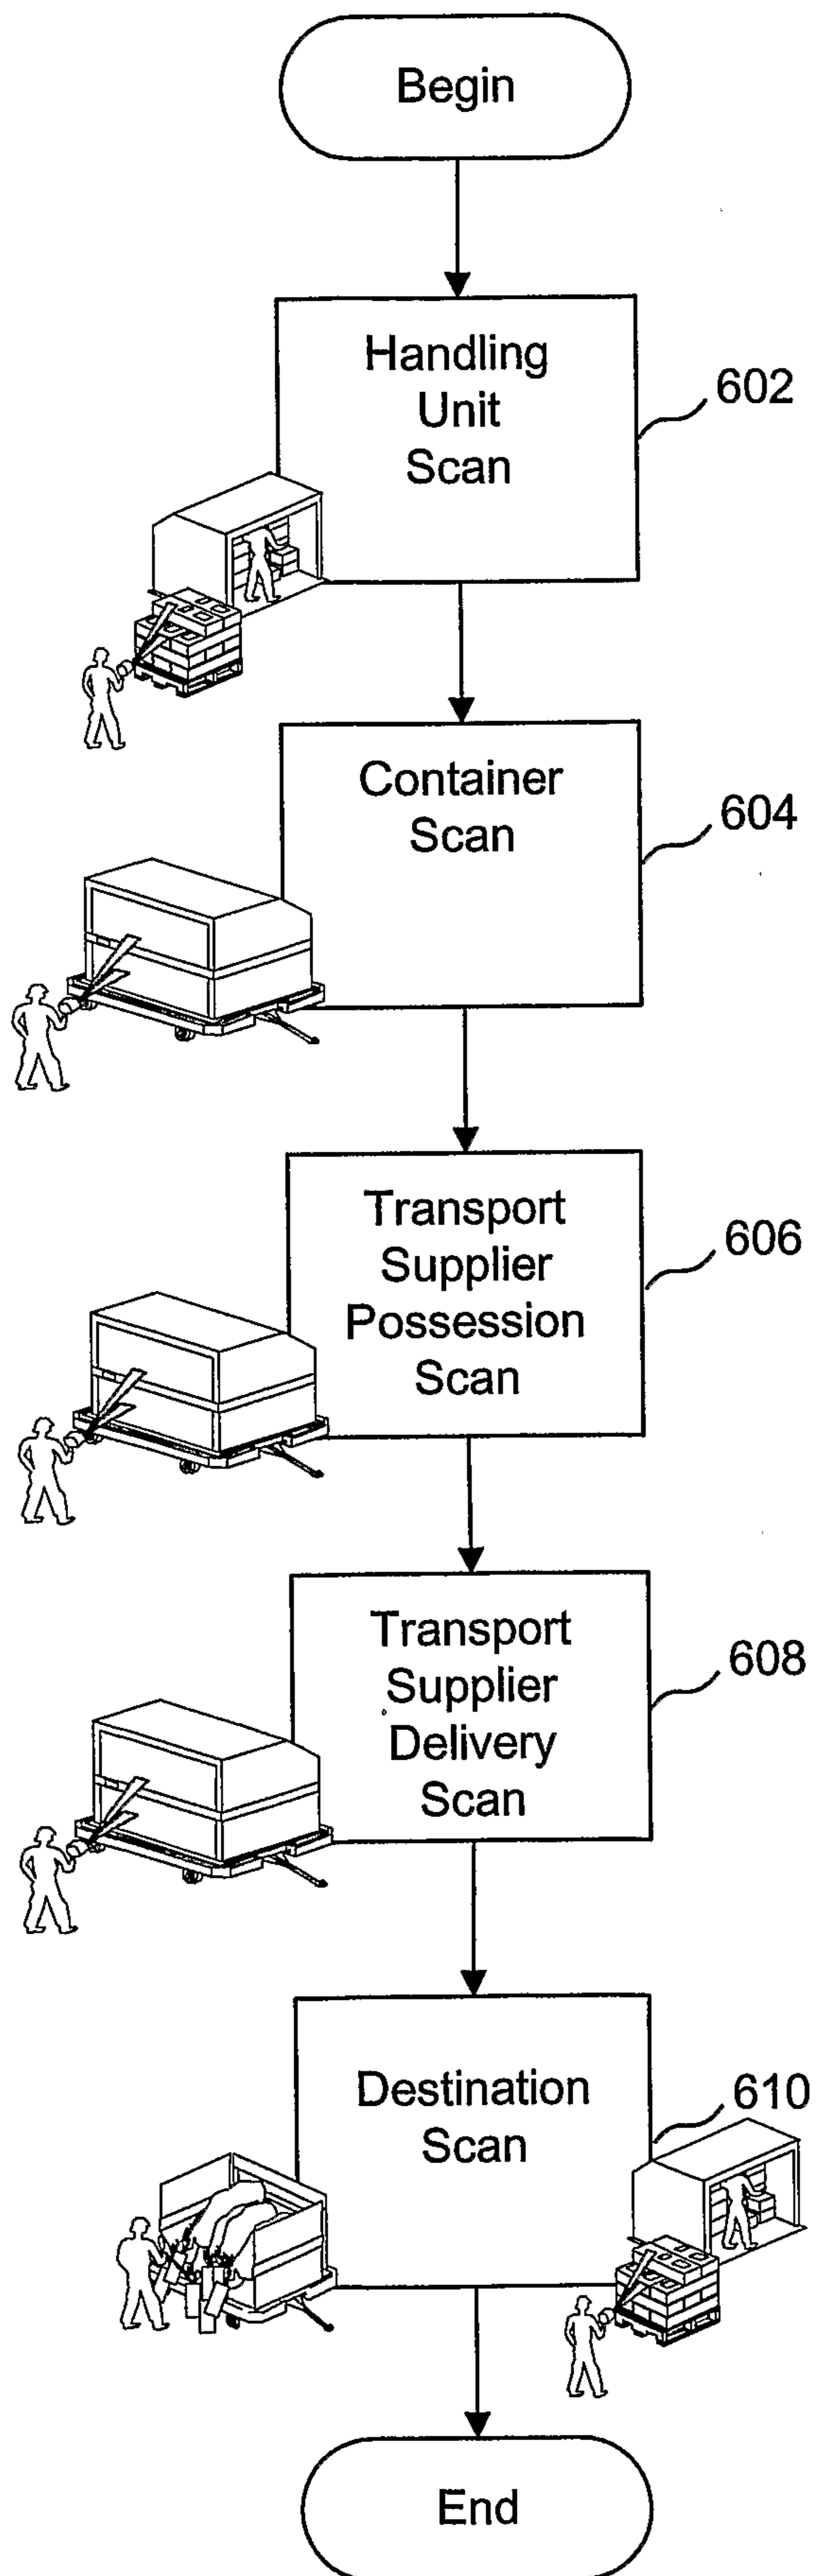 Begin
Handling
Unit
Scan
602
Container
Scan
604
Transport
Supplier
Possession
Scan
606
Transport
Supplier
Delivery
Scan
608
Destination
Scan
610
End